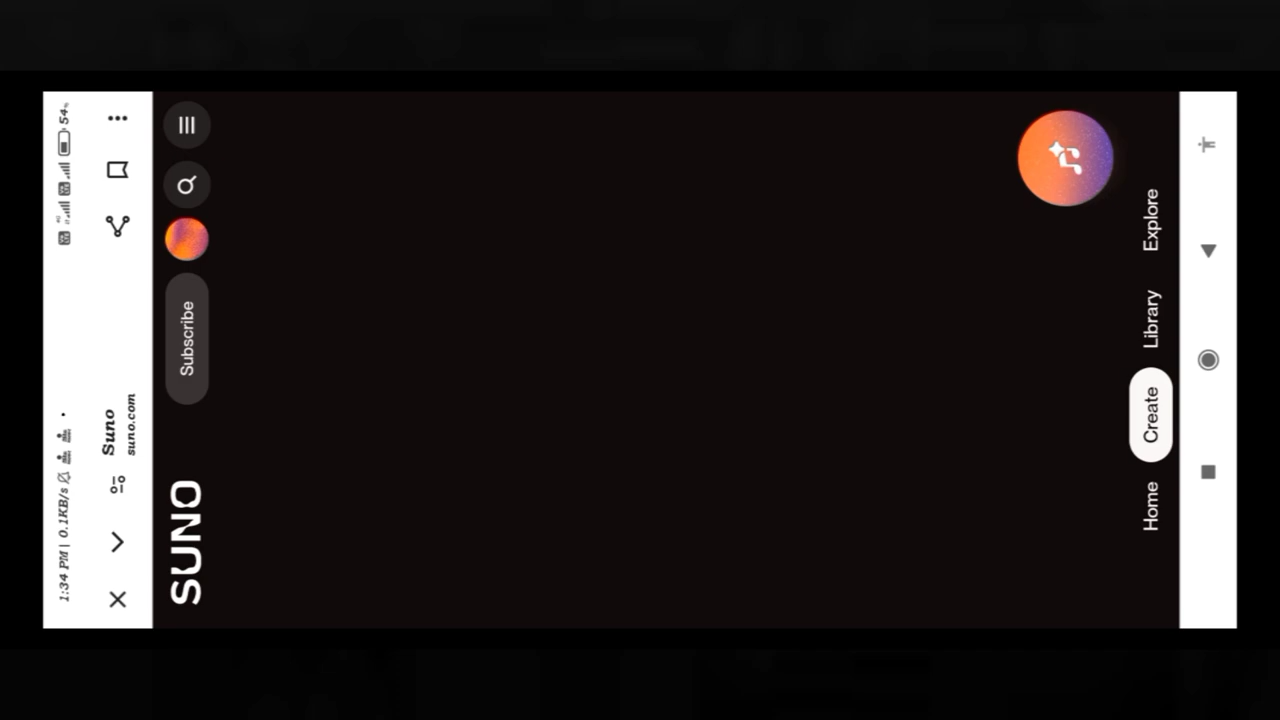 1:34 PM | 0.1KB/s
54%
Suno
suno.com
SUNO
Subscribe
Home
Create
Library
Explore